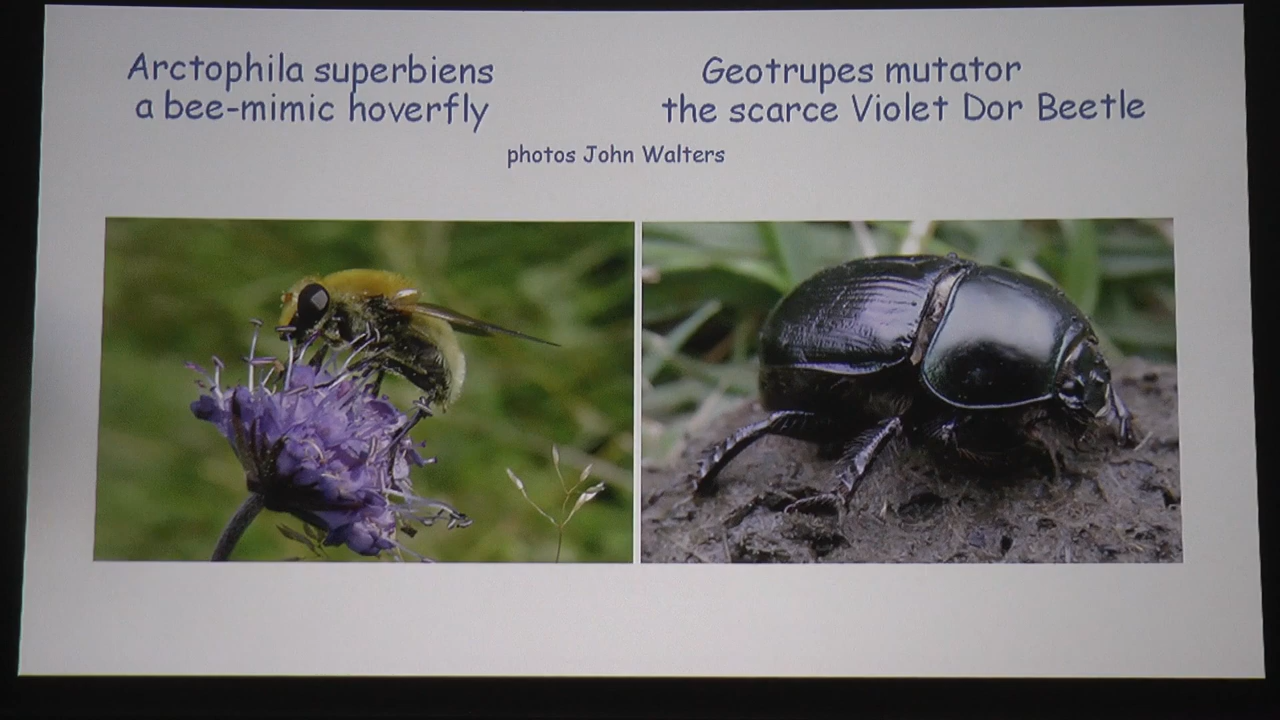 Arctophila superbiens
a bee-mimic hoverfly
Geotrupes mutator
the scarce Violet Dor Beetle
photos John Walters